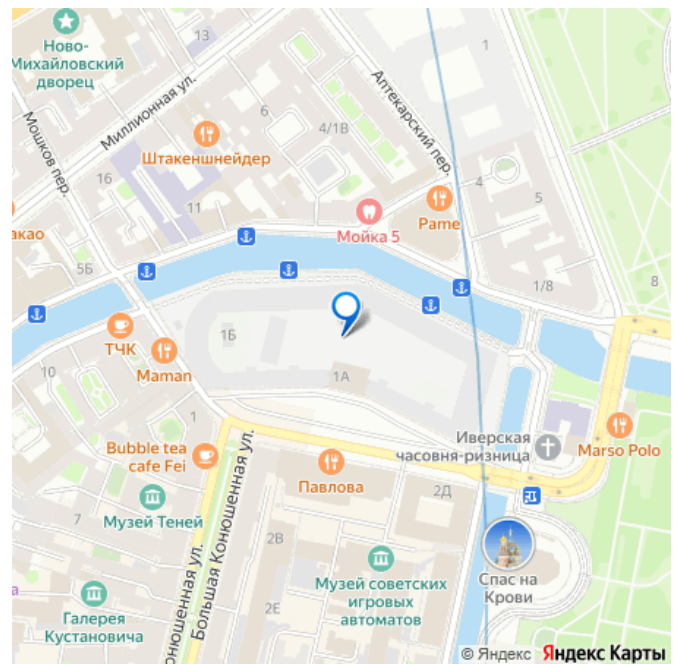 Ново-
Михайловский
дворец
13
Миллионная ул.
Мошков пер.
6
4/1В
Аптекарский пер.
1
Штакеншнейдер
16
11
4
5
Pame
Мойка 5
акао
5Б
1/8
8
1Б
ТЧК
Maman
10
1А
1
Bubble tea
cafe Fei
Иверская
часовня-ризница
Marso Polo
Павлова
2Д
Музей Теней
7
Большая Конюшенная ул.
онюшенная ул.
2В
Музей советских
игровых
автоматов
Спас на
Крови
а
2Е
Галерея
Кустановича
© Яндекс Яндекс Карты